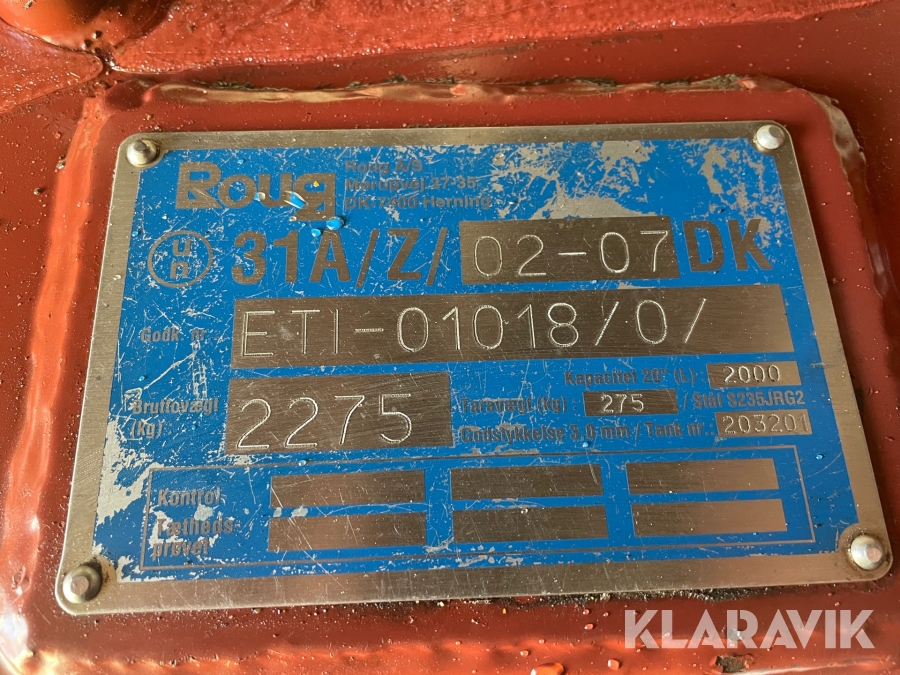 Roug
Roug A/S
Mørupvej 27-35
DK-7400 Herning
un 31A/Z/ 02-07 DK
Godk. nr. ETI-01018/0/
Kapacitet 20° (L): 2000
Bruttovægt (kg): 2275
Taravægt (kg): 275 / Stål S235JRG2
Godstykkelse 3,0 mm / Tank nr.: 203201
Kontrol
Tætheds
prøvet
KLARAVIK